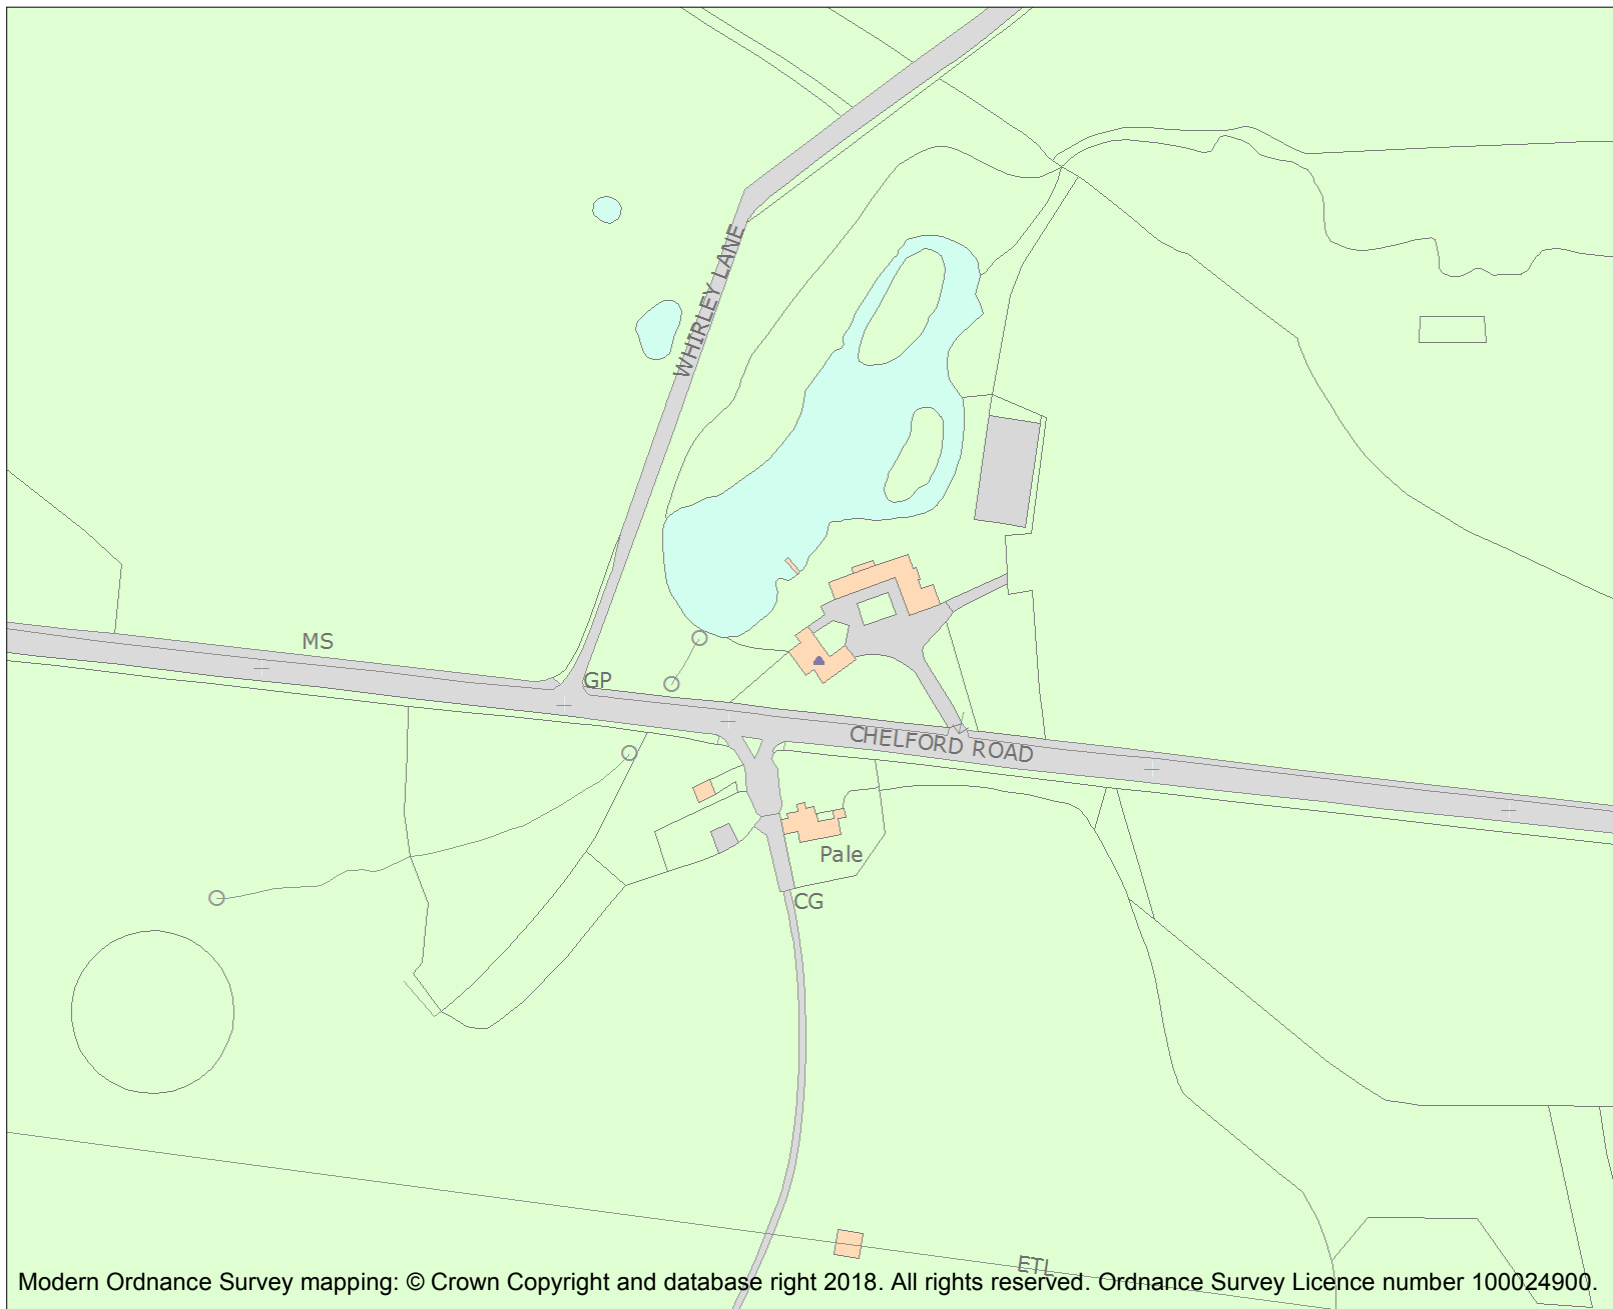 WHIRLEY LANE
MS
GP
CHELFORD ROAD
Pale
CG
ETL
Modern Ordnance Survey mapping: © Crown Copyright and database right 2018. All rights reserved. Ordnance Survey Licence number 100024900.